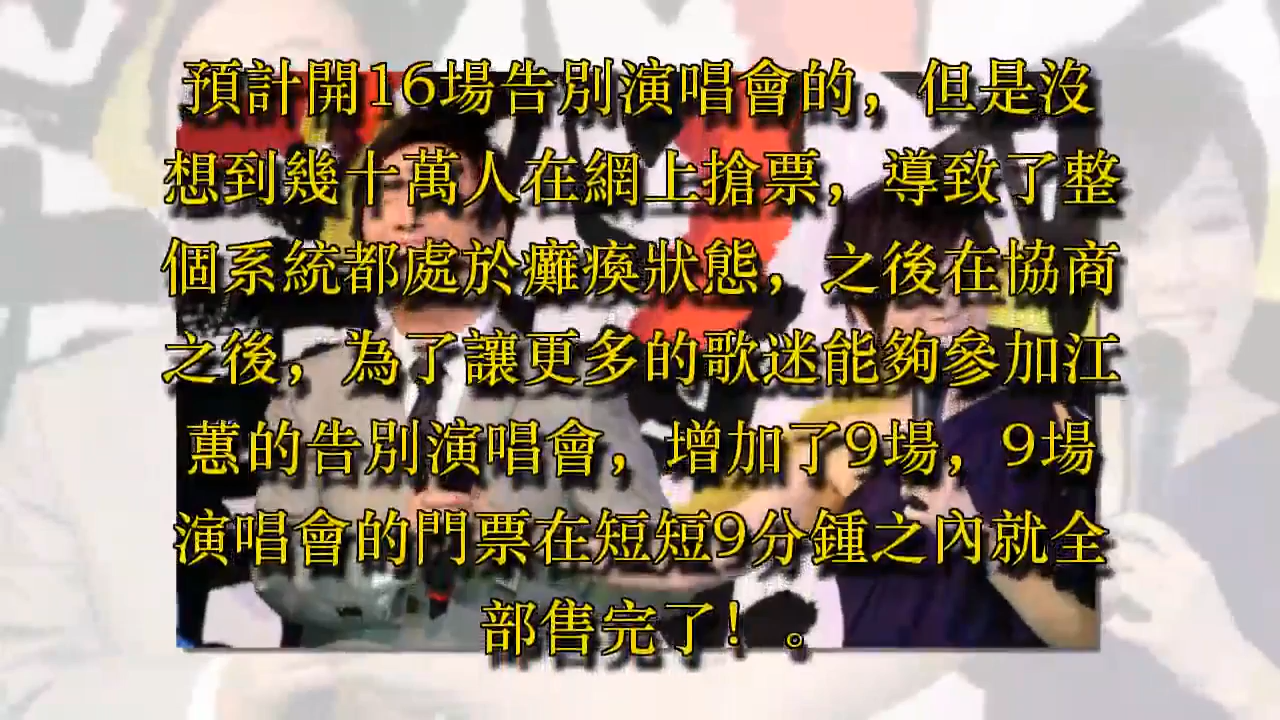 預計開16場告別演唱會的，但是沒
想到幾十萬人在網上搶票，導致了整
個系統都處於癱瘓狀態，之後在協商
之後，為了讓更多的歌迷能夠參加江
蕙的告別演唱會，增加了9場，9場
演唱會的門票在短短9分鍾之內就全
部售完了！。